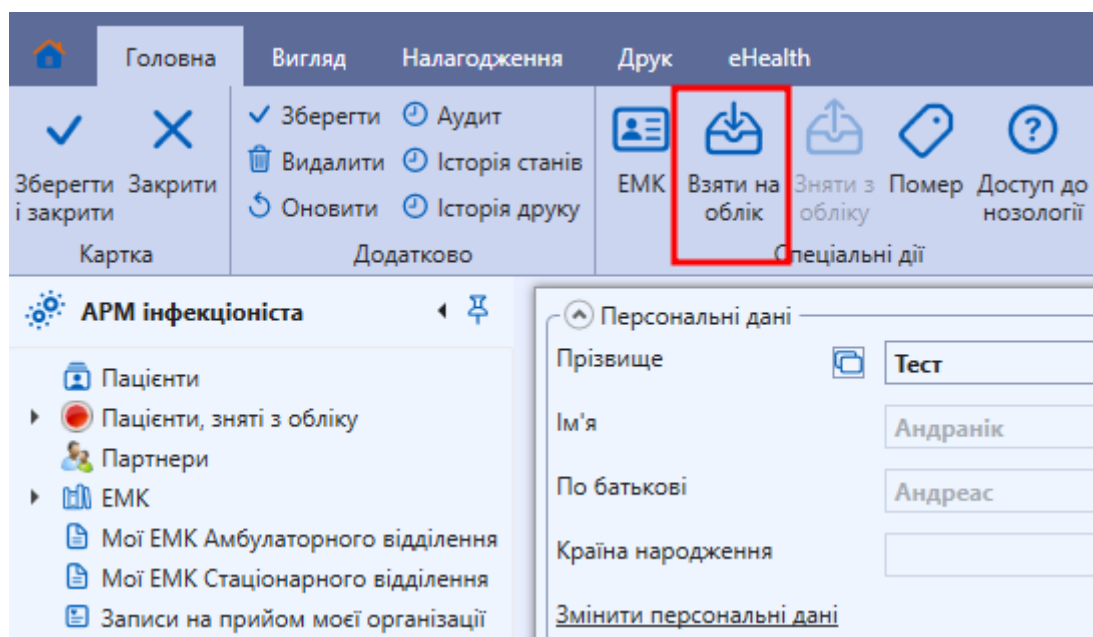 Головна Вигляд Налагодження Друк eHealth
Зберегти і закрити
Закрити
Картка
Зберегти
Видалити
Оновити
Аудит
Історія станів
Історія друку
Додатково
ЕМК
Взяти на облік
Зняти з обліку
Помер
Доступ до нозології
Спеціальні дії
АРМ інфекціоніста
Пацієнти
Пацієнти, зняті з обліку
Партнери
ЕМК
Мої ЕМК Амбулаторного відділення
Мої ЕМК Стаціонарного відділення
Записи на прийом моєї організації
Персональні дані
Прізвище Тест
Ім'я Андранік
По батькові Андреас
Країна народження
Змінити персональні дані